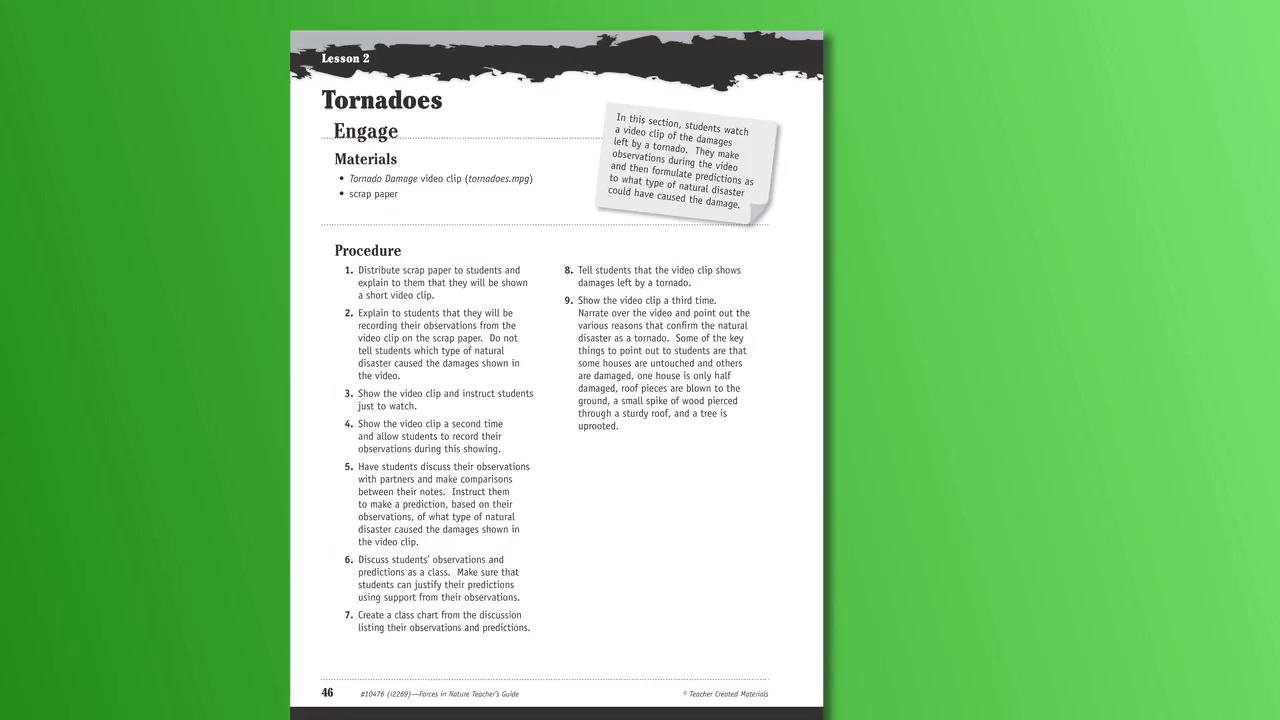 Lesson 2
Tornadoes
Engage
Materials
• Tornado Damage video clip (tornadoes.mpg)
• scrap paper
In this section, students watch
a video clip of the damages
left by a tornado. They make
observations during the video
and then formulate predictions as
to what type of natural disaster
could have caused the damage.
Procedure
1. Distribute scrap paper to students and
explain to them that they will be shown
a short video clip.
2. Explain to students that they will be
recording their observations from the
video clip on the scrap paper. Do not
tell students which type of natural
disaster caused the damages shown in
the video.
3. Show the video clip and instruct students
just to watch.
4. Show the video clip a second time
and allow students to record their
observations during this showing.
5. Have students discuss their observations
with partners and make comparisons
between their notes. Instruct them
to make a prediction, based on their
observations, of what type of natural
disaster caused the damages shown in
the video clip.
6. Discuss students' observations and
predictions as a class. Make sure that
students can justify their predictions
using support from their observations.
7. Create a class chart from the discussion
listing their observations and predictions.
8. Tell students that the video clip shows
damages left by a tornado.
9. Show the video clip a third time.
Narrate over the video and point out the
various reasons that confirm the natural
disaster as a tornado. Some of the key
things to point out to students are that
some houses are untouched and others
are damaged, one house is only half
damaged, roof pieces are blown to the
ground, a small spike of wood pierced
through a sturdy roof, and a tree is
uprooted.
46 #10476 (i2269)—Forces in Nature Teacher's Guide © Teacher Created Materials